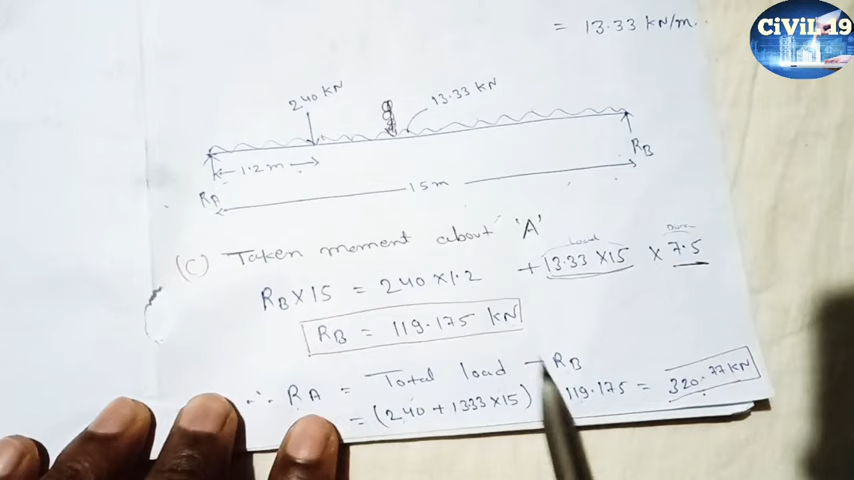 = 13.33 KN/m.
CiViL 19
240 KN
13.33 KN
1.2 m
RA
RB
15 m
(C) Taken moment about 'A'
Load
RB X 15 = 240 X 1.2 + 13.33 X 15 X 7.5
RB = 119.175 KN
∴ RA = Total load - RB
= (240 + 1333 X 15) 119.175 = 320.77 KN